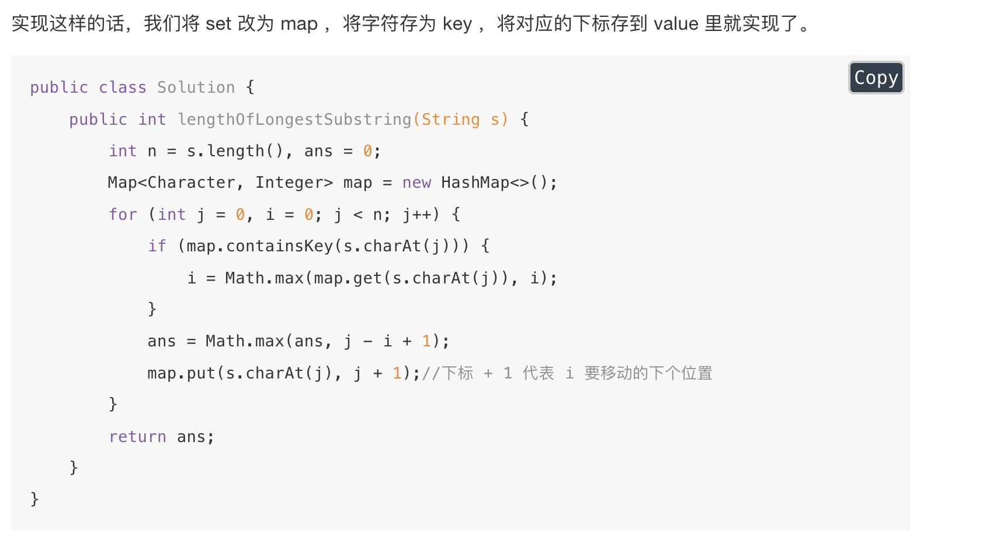 实现这样的话，我们将 set 改为 map ，将字符存为 key ，将对应的下标存到 value 里就实现了。
Copy
public class Solution {
    public int lengthOfLongestSubstring(String s) {
        int n = s.length(), ans = 0;
        Map<Character, Integer> map = new HashMap<>();
        for (int j = 0, i = 0; j < n; j++) {
            if (map.containsKey(s.charAt(j))) {
                i = Math.max(map.get(s.charAt(j)), i);
            }
            ans = Math.max(ans, j - i + 1);
            map.put(s.charAt(j), j + 1);//下标 + 1 代表 i 要移动的下个位置
        }
        return ans;
    }
}